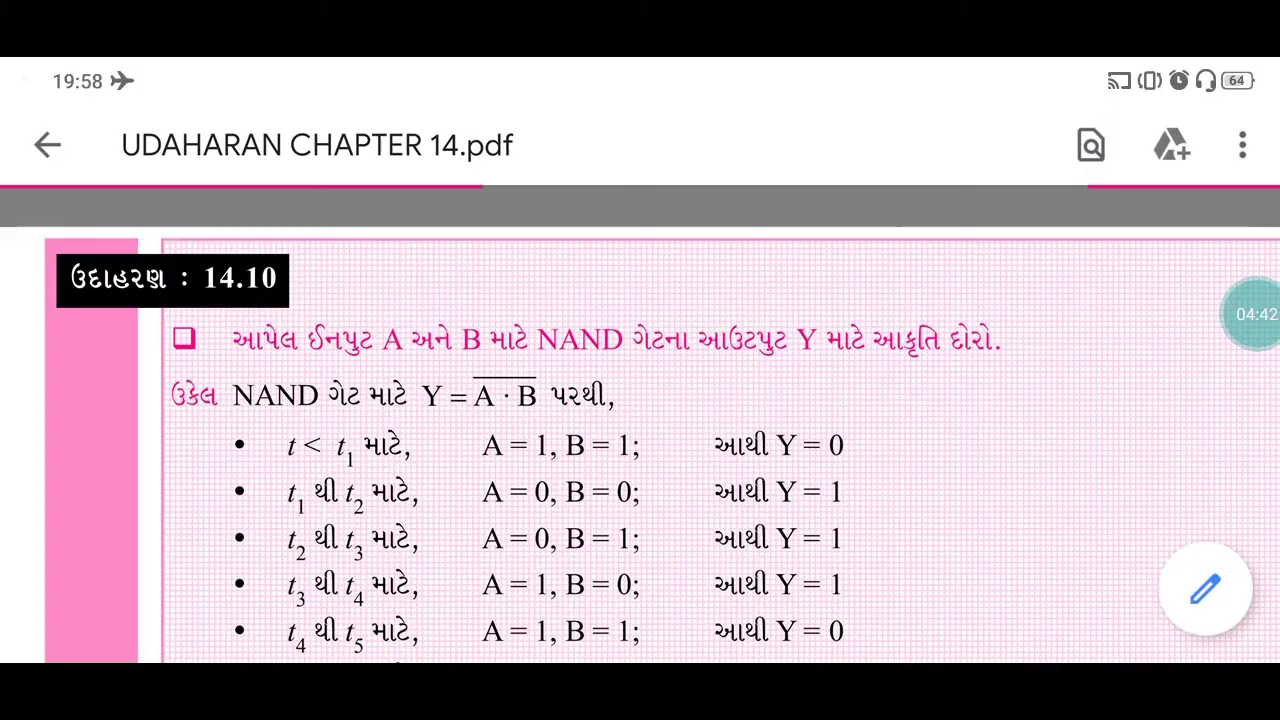 19:58
64
UDAHARAN CHAPTER 14.pdf
ઉદાહરણ : 14.10
❑ આપેલ ઈનપુટ A અને B માટે NAND ગેટના આઉટપુટ Y માટે આકૃતિ દોરો.
04:42
ઉકેલ NAND ગેટ માટે Y = \overline{A · B} પરથી,
• t < t₁ માટે, A = 1, B = 1; આથી Y = 0
• t₁ થી t₂ માટે, A = 0, B = 0; આથી Y = 1
• t₂ થી t₃ માટે, A = 0, B = 1; આથી Y = 1
• t₃ થી t₄ માટે, A = 1, B = 0; આથી Y = 1
• t₄ થી t₅ માટે, A = 1, B = 1; આથી Y = 0